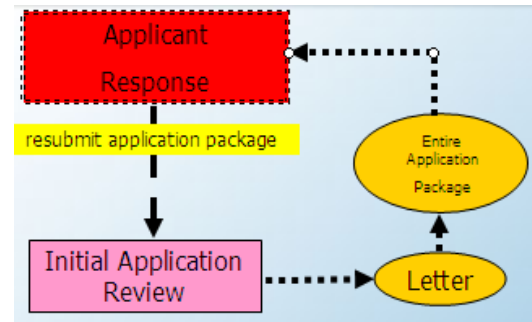 Applicant
Response
resubmit application package
Entire
Application
Package
Initial Application
Review
Letter